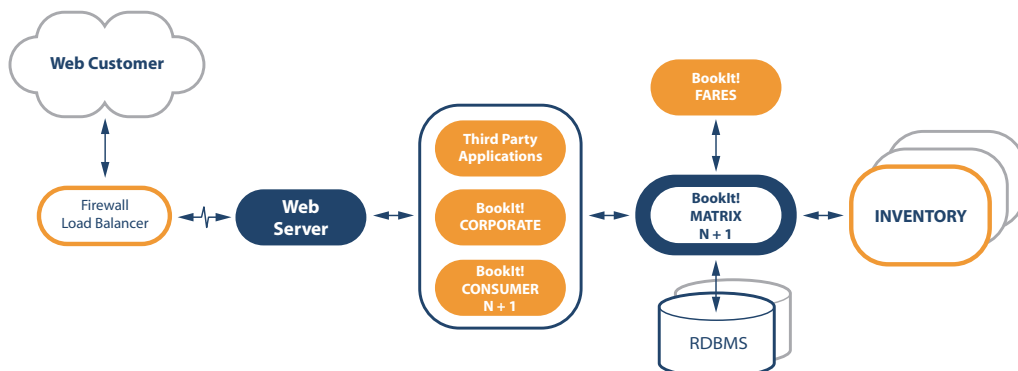 Web Customer
Firewall
Load Balancer
Web
Server
Third Party
Applications
BookIt!
CORPORATE
BookIt!
CONSUMER
N + 1
BookIt!
FARES
BookIt!
MATRIX
N + 1
INVENTORY
RDBMS